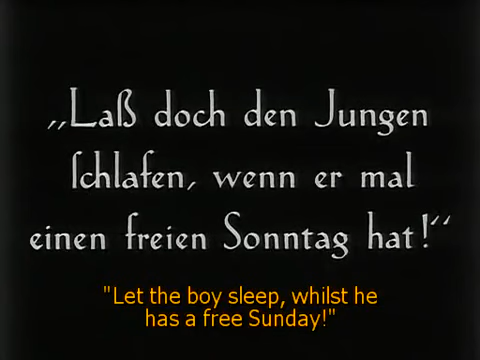 „Laß doch den Jungen
schlafen, wenn er mal
einen freien Sonntag hat!“
"Let the boy sleep, whilst he
has a free Sunday!"